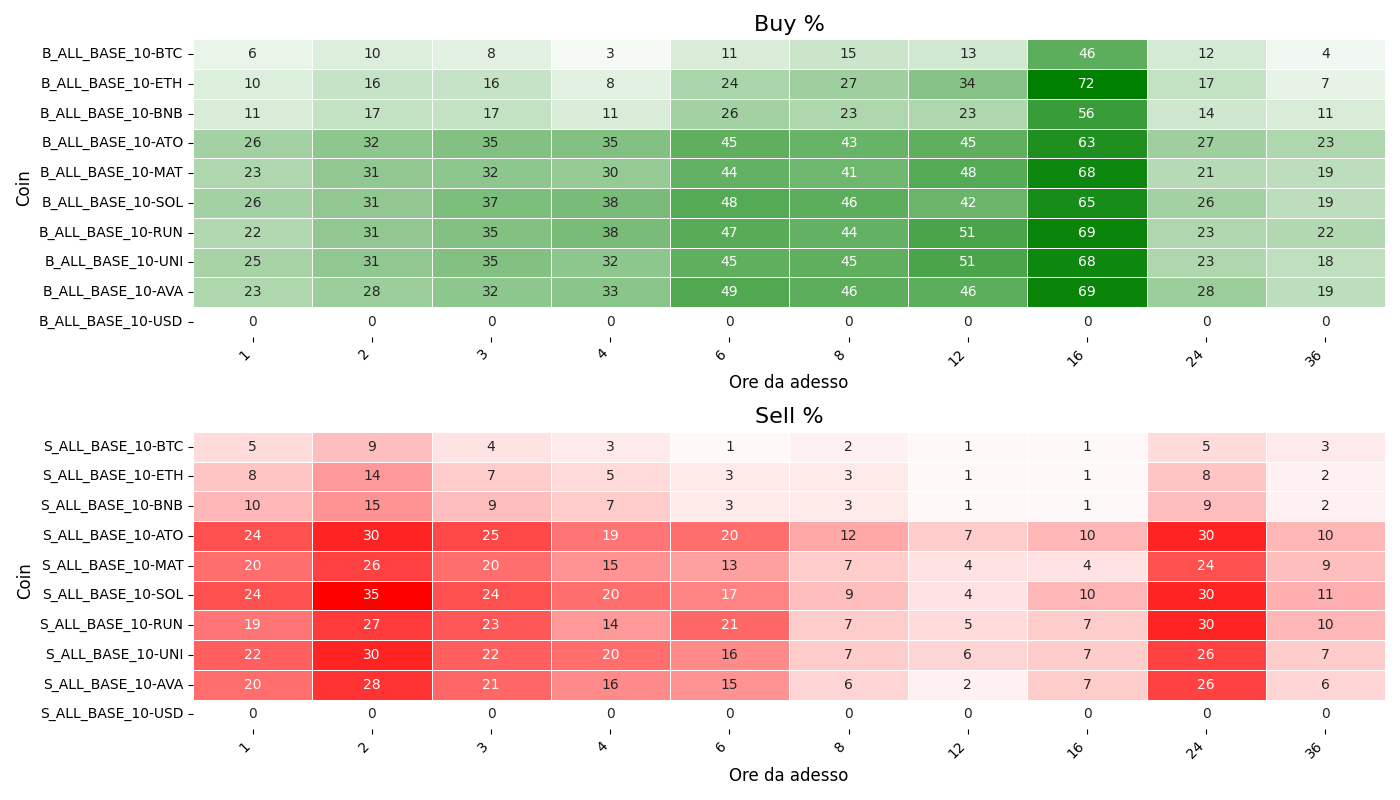 Buy %
Coin
B_ALL_BASE_10-BTC 6 10 8 3 11 15 13 46 12 4
B_ALL_BASE_10-ETH 10 16 16 8 24 27 34 72 17 7
B_ALL_BASE_10-BNB 11 17 17 11 26 23 23 56 14 11
B_ALL_BASE_10-ATO 26 32 35 35 45 43 45 63 27 23
B_ALL_BASE_10-MAT 23 31 32 30 44 41 48 68 21 19
B_ALL_BASE_10-SOL 26 31 37 38 48 46 42 65 26 19
B_ALL_BASE_10-RUN 22 31 35 38 47 44 51 69 23 22
B_ALL_BASE_10-UNI 25 31 35 32 45 45 51 68 23 18
B_ALL_BASE_10-AVA 23 28 32 33 49 46 46 69 28 19
B_ALL_BASE_10-USD 0 0 0 0 0 0 0 0 0 0
1 2 3 4 6 8 12 16 24 36
Ore da adesso
Sell %
Coin
S_ALL_BASE_10-BTC 5 9 4 3 1 2 1 1 5 3
S_ALL_BASE_10-ETH 8 14 7 5 3 3 1 1 8 2
S_ALL_BASE_10-BNB 10 15 9 7 3 3 1 1 9 2
S_ALL_BASE_10-ATO 24 30 25 19 20 12 7 10 30 10
S_ALL_BASE_10-MAT 20 26 20 15 13 7 4 4 24 9
S_ALL_BASE_10-SOL 24 35 24 20 17 9 4 10 30 11
S_ALL_BASE_10-RUN 19 27 23 14 21 7 5 7 30 10
S_ALL_BASE_10-UNI 22 30 22 20 16 7 6 7 26 7
S_ALL_BASE_10-AVA 20 28 21 16 15 6 2 7 26 6
S_ALL_BASE_10-USD 0 0 0 0 0 0 0 0 0 0
1 2 3 4 6 8 12 16 24 36
Ore da adesso